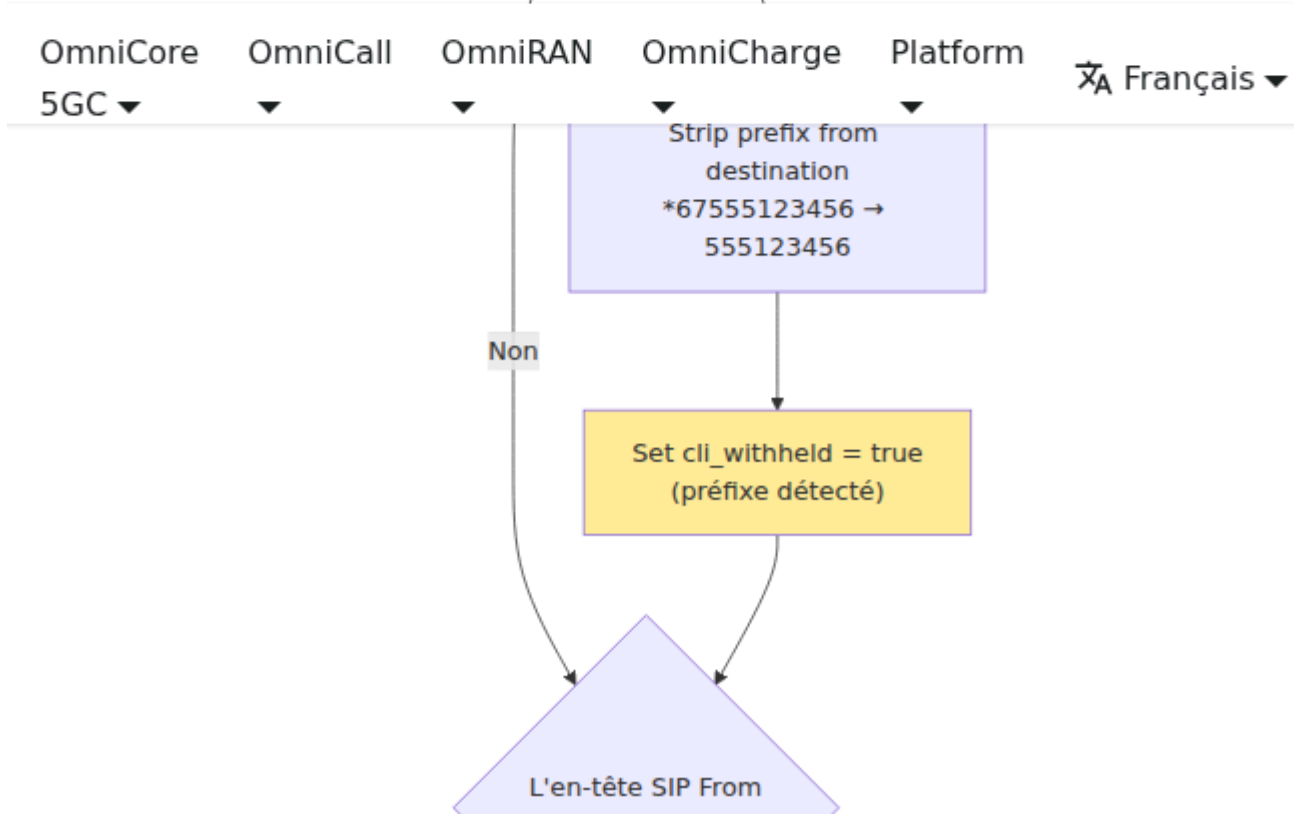 OmniCore
5GC
OmniCall
OmniRAN
OmniCharge
Platform
Français
Strip prefix from
destination
*67555123456 →
555123456
Non
Set cli_withheld = true
(préfixe détecté)
L'en-tête SIP From